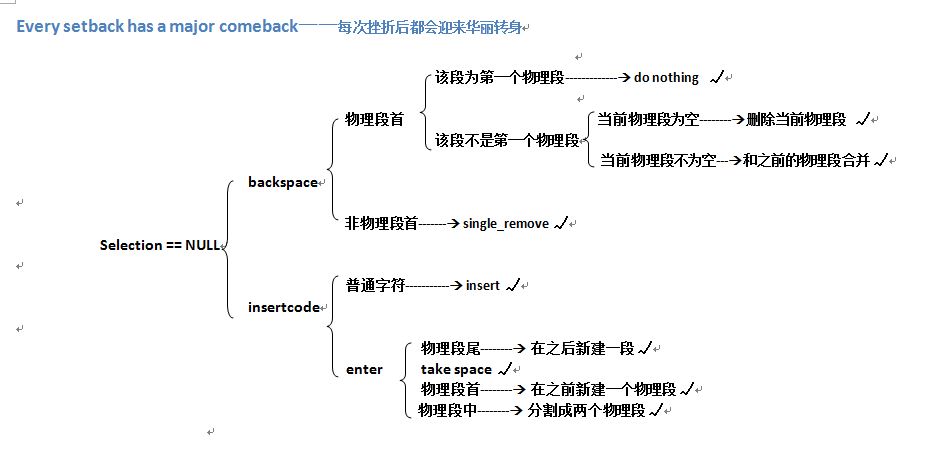 Every setback has a major comeback——每次挫折后都会迎来华丽转身
该段为第一个物理段-------------→ do nothing ✓
物理段首
当前物理段为空--------→删除当前物理段 ✓
该段不是第一个物理段
当前物理段不为空---→和之前的物理段合并✓
backspace
非物理段首-------→ single_remove ✓
Selection == NULL
普通字符-----------→ insert ✓
insertcode
物理段尾--------→ 在之后新建一段✓
enter
take space ✓
物理段首--------→ 在之前新建一个物理段✓
物理段中--------→ 分割成两个物理段✓